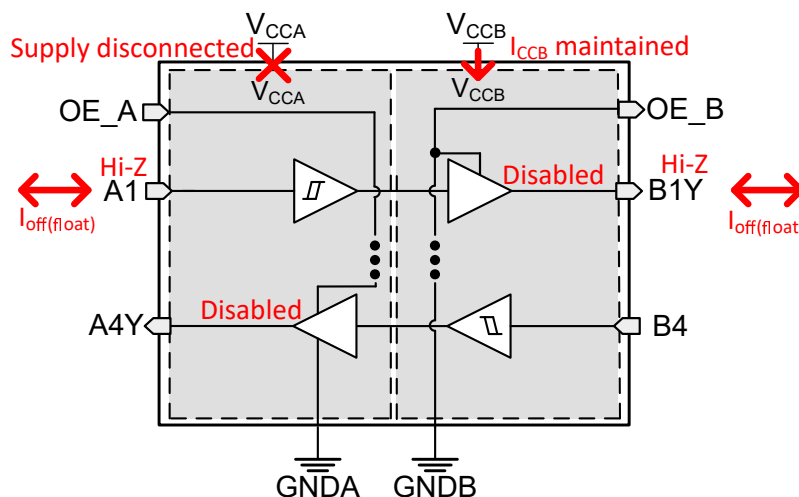 VCCA
VCCB
Supply disconnected
ICCB maintained
VCCA
VCCB
OE_A
OE_B
Hi-Z
Hi-Z
A1
Disabled
B1Y
Ioff(float)
Ioff(float
Disabled
A4Y
B4
GNDA
GNDB